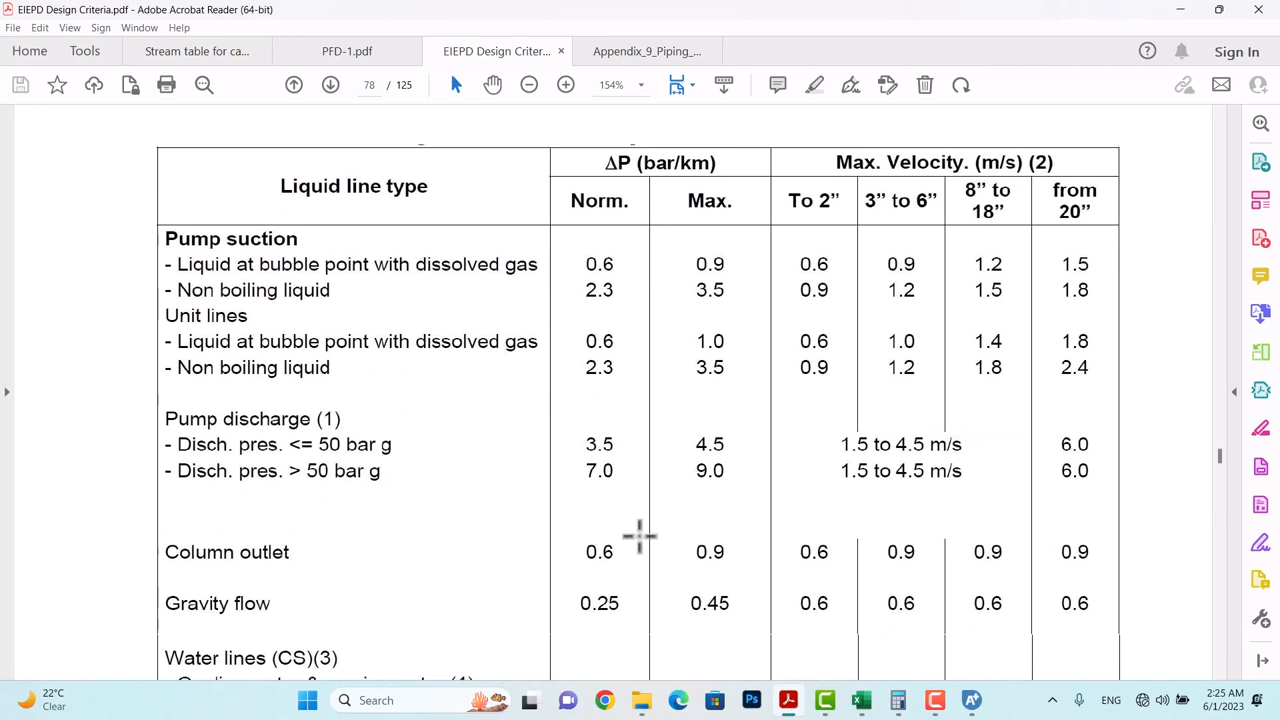 EIEPD Design Criteria.pdf - Adobe Acrobat Reader (64-bit)
File Edit View Sign Window Help
Home Tools Stream table for ca... PFD-1.pdf EIEPD Design Criter... × Appendix_9_Piping_... Sign In
78 / 125 154%
Liquid line type ΔP (bar/km) Max. Velocity. (m/s) (2)
Norm. Max. To 2” 3” to 6” 8” to 18” from 20”
Pump suction
- Liquid at bubble point with dissolved gas 0.6 0.9 0.6 0.9 1.2 1.5
- Non boiling liquid 2.3 3.5 0.9 1.2 1.5 1.8
Unit lines
- Liquid at bubble point with dissolved gas 0.6 1.0 0.6 1.0 1.4 1.8
- Non boiling liquid 2.3 3.5 0.9 1.2 1.8 2.4
Pump discharge (1)
- Disch. pres. <= 50 bar g 3.5 4.5 1.5 to 4.5 m/s 6.0
- Disch. pres. > 50 bar g 7.0 9.0 1.5 to 4.5 m/s 6.0
Column outlet 0.6 0.9 0.6 0.9 0.9 0.9
Gravity flow 0.25 0.45 0.6 0.6 0.6 0.6
Water lines (CS)(3)
22°C
Clear
Search
ENG
2:25 AM
6/1/2023